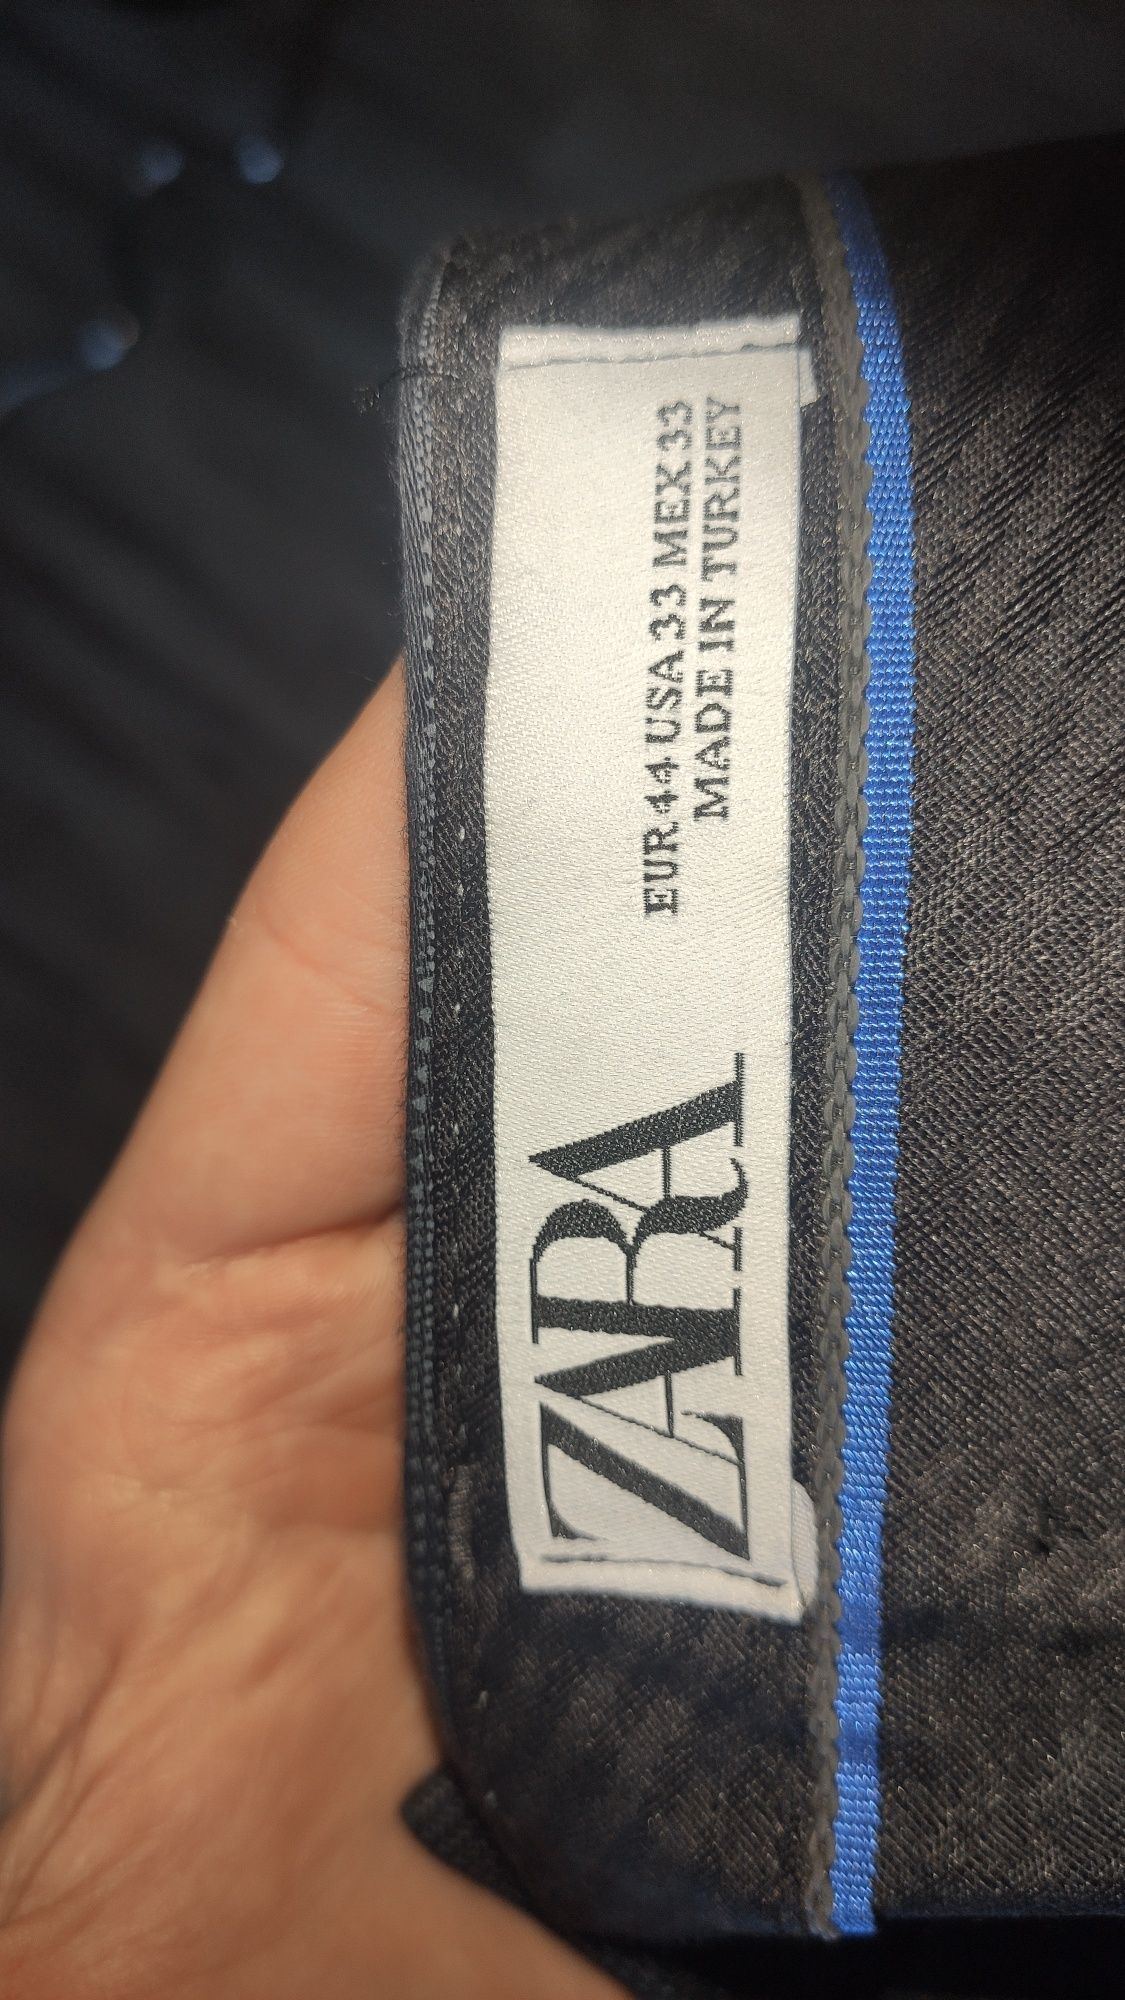 ZARA
EUR 44 USA 33 MEX 33
MADE IN TURKEY